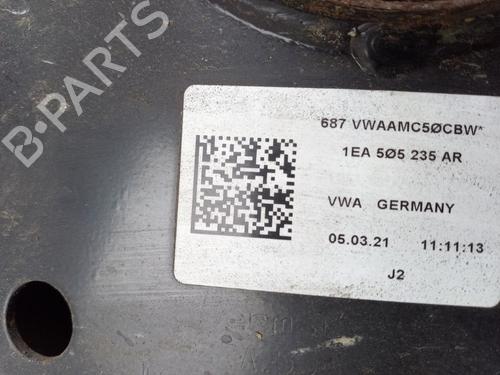 B-PARTS
687 VWAAMC5ØCBW*
1EA 5Ø5 235 AR
VWA GERMANY
05.03.21 11:11:13
J2